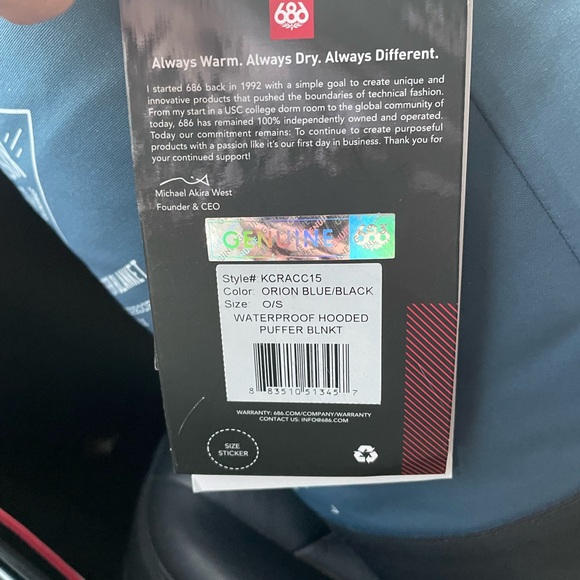 686
Always Warm. Always Dry. Always Different.
I started 686 back in 1992 with a simple goal to create unique and
innovative products that pushed the boundaries of technical fashion.
From my start in a USC college dorm room to the global community of
today, 686 has remained 100% independently owned and operated.
Today our commitment remains: To continue to create purposeful
products with a passion like it's our first day in business. Thank you for
your continued support!
Michael Akira West
Founder & CEO
GENUINE 686
Style# KCRACC15
Color: ORION BLUE/BLACK
Size: O/S
WATERPROOF HOODED
PUFFER BLNKT
8 83510 51345 7
WARRANTY: 686.COM/COMPANY/WARRANTY
CONTACT US: INFO@686.COM
SIZE
STICKER